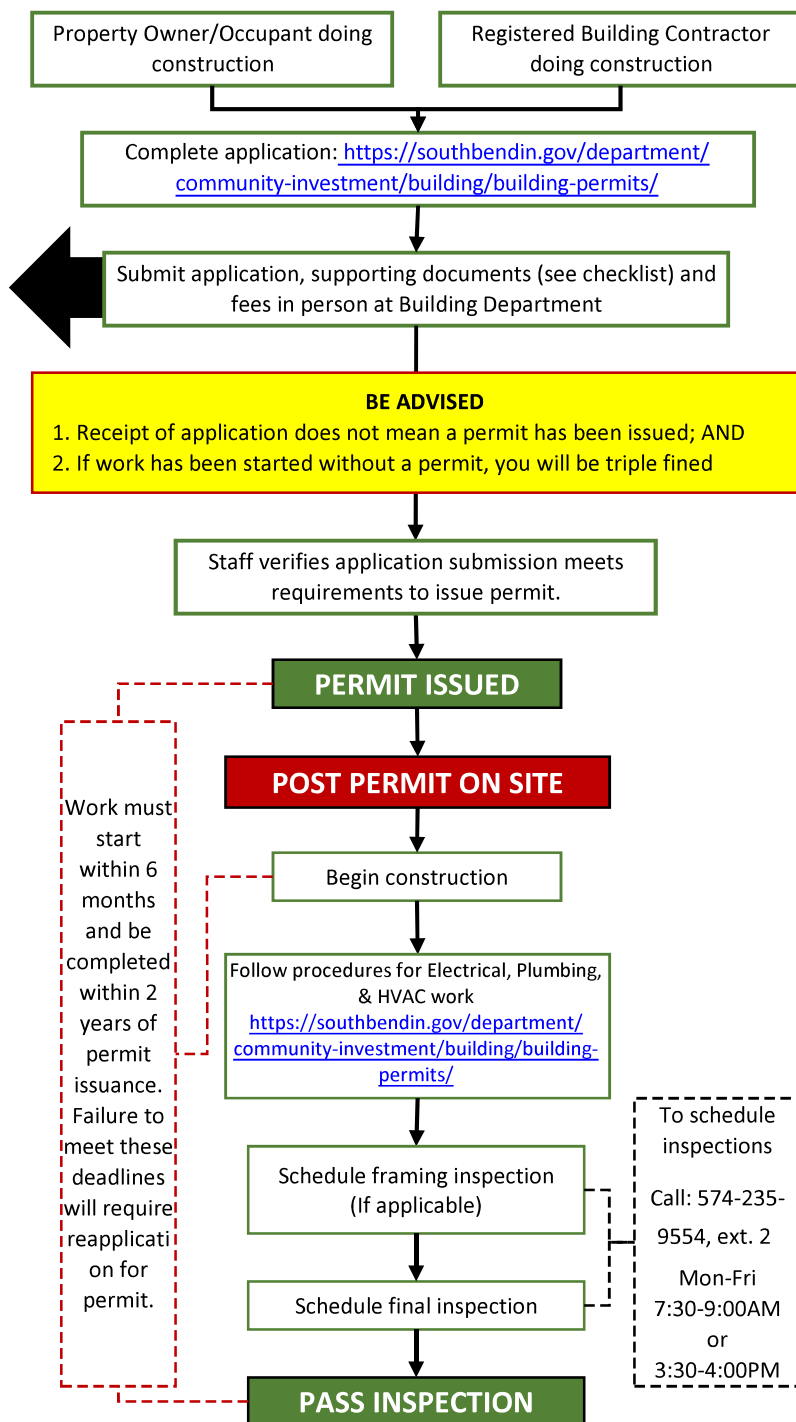 Property Owner/Occupant doing
construction
Registered Building Contractor
doing construction
Complete application: https://southbendin.gov/department/
community-investment/building/building-permits/
Submit application, supporting documents (see checklist) and
fees in person at Building Department
BE ADVISED
1. Receipt of application does not mean a permit has been issued; AND
2. If work has been started without a permit, you will be triple fined
Staff verifies application submission meets
requirements to issue permit.
PERMIT ISSUED
POST PERMIT ON SITE
Work must
start
within 6
months
and be
completed
within 2
years of
permit
issuance.
Failure to
meet these
deadlines
will require
reapplicati
on for
permit.
Begin construction
Follow procedures for Electrical, Plumbing,
& HVAC work
https://southbendin.gov/department/
community-investment/building/building-
permits/
Schedule framing inspection
(If applicable)
Schedule final inspection
To schedule
inspections
Call: 574-235-
9554, ext. 2
Mon-Fri
7:30-9:00AM
or
3:30-4:00PM
PASS INSPECTION